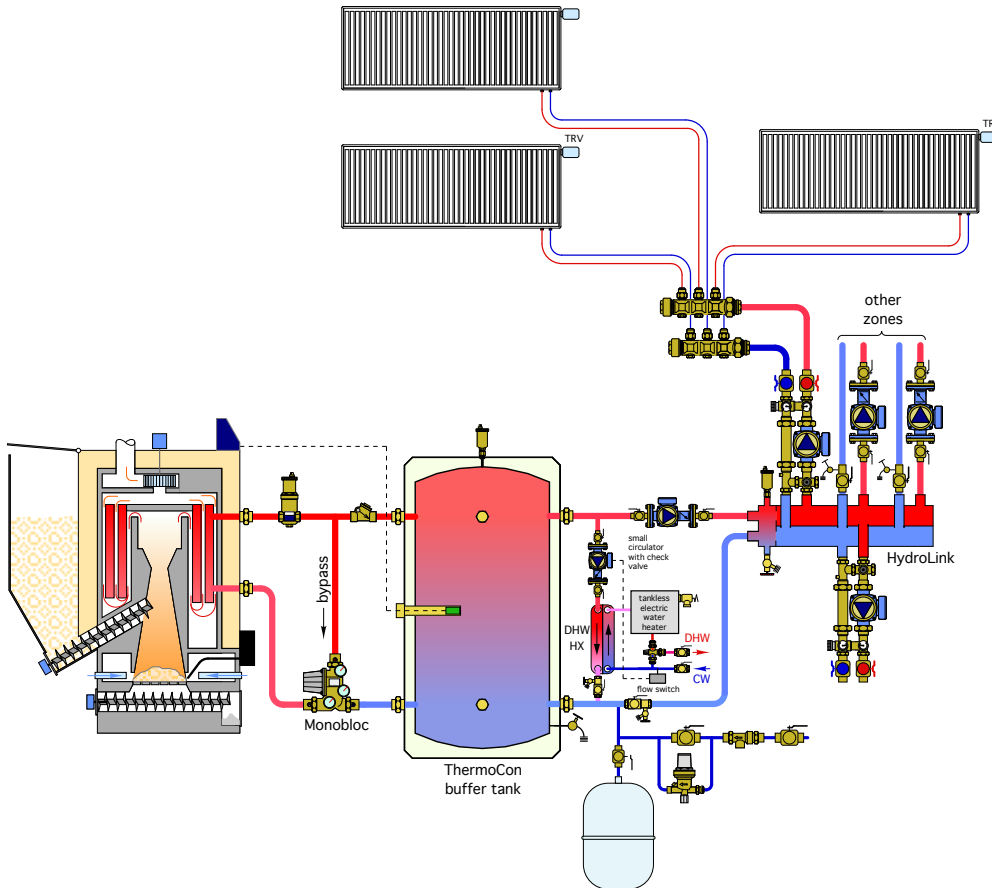 TRV
TR
other
zones
HydroLink
small
circulator
with check
valve
bypass
tankless
electric
water
heater
DHW
HX
DHW
CW
flow switch
Monobloc
ThermoCon
buffer tank